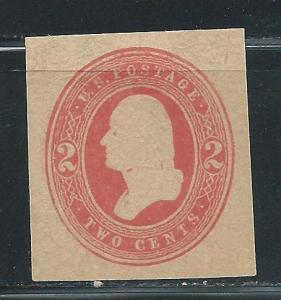 U.S. POSTAGE
2 2
TWO CENTS.